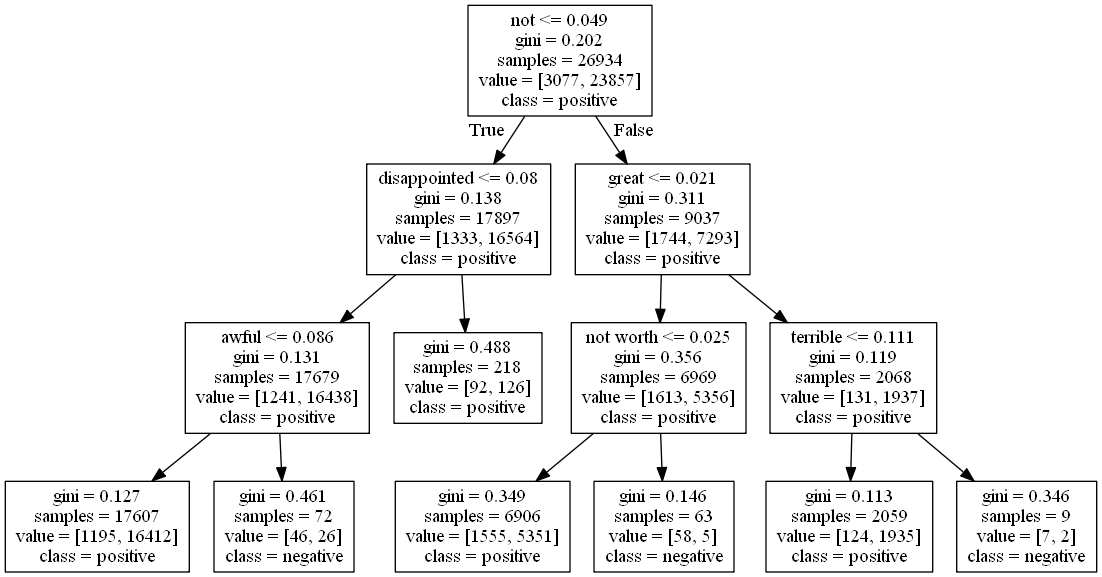 not <= 0.049
gini = 0.202
samples = 26934
value = [3077, 23857]
class = positive
True
False
disappointed <= 0.08
gini = 0.138
samples = 17897
value = [1333, 16564]
class = positive
great <= 0.021
gini = 0.311
samples = 9037
value = [1744, 7293]
class = positive
awful <= 0.086
gini = 0.131
samples = 17679
value = [1241, 16438]
class = positive
gini = 0.488
samples = 218
value = [92, 126]
class = positive
not worth <= 0.025
gini = 0.356
samples = 6969
value = [1613, 5356]
class = positive
terrible <= 0.111
gini = 0.119
samples = 2068
value = [131, 1937]
class = positive
gini = 0.127
samples = 17607
value = [1195, 16412]
class = positive
gini = 0.461
samples = 72
value = [46, 26]
class = negative
gini = 0.349
samples = 6906
value = [1555, 5351]
class = positive
gini = 0.146
samples = 63
value = [58, 5]
class = negative
gini = 0.113
samples = 2059
value = [124, 1935]
class = positive
gini = 0.346
samples = 9
value = [7, 2]
class = negative